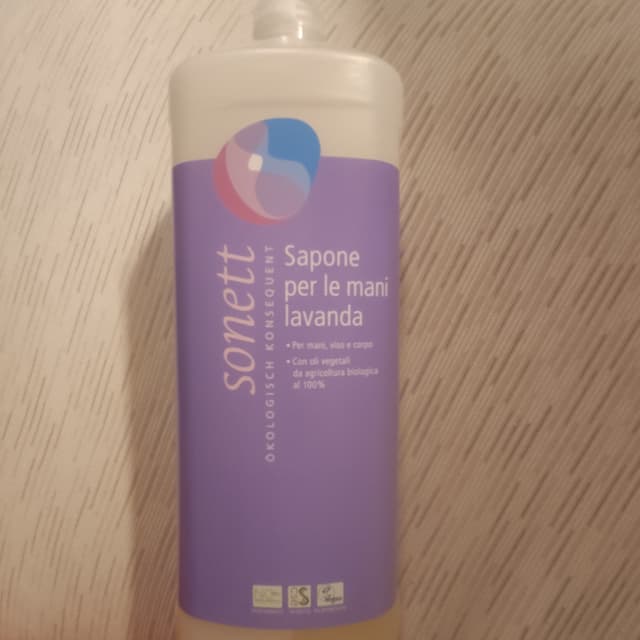 sonett
ÖKOLOGISCH KONSEQUENT
Sapone
per le mani
lavanda
• Per mani, viso e corpo
• Con oli vegetali
da agricoltura biologica
al 100%